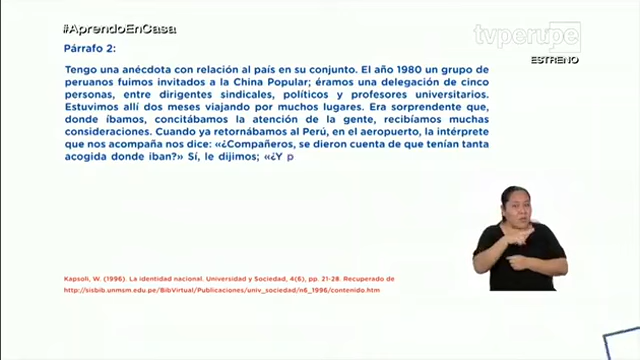 #AprendoEnCasa
tvperu.pe
ESTRENO
Párrafo 2:
Tengo una anécdota con relación al país en su conjunto. El año 1980 un grupo de
peruanos fuimos invitados a la China Popular; éramos una delegación de cinco
personas, entre dirigentes sindicales, políticos y profesores universitarios.
Estuvimos allí dos meses viajando por muchos lugares. Era sorprendente que,
donde íbamos, concitábamos la atención de la gente, recibíamos muchas
consideraciones. Cuando ya retornábamos al Perú, en el aeropuerto, la intérprete
que nos acompaña nos dice: «¿Compañeros, se dieron cuenta de que tenían tanta
acogida donde iban?» Sí, le dijimos; «¿Y p
Kapsoli, W. (1996). La identidad nacional. Universidad y Sociedad, 4(6), pp. 21-28. Recuperado de
http://sisbib.unmsm.edu.pe/BibVirtual/Publicaciones/univ_sociedad/n6_1996/contenido.htm